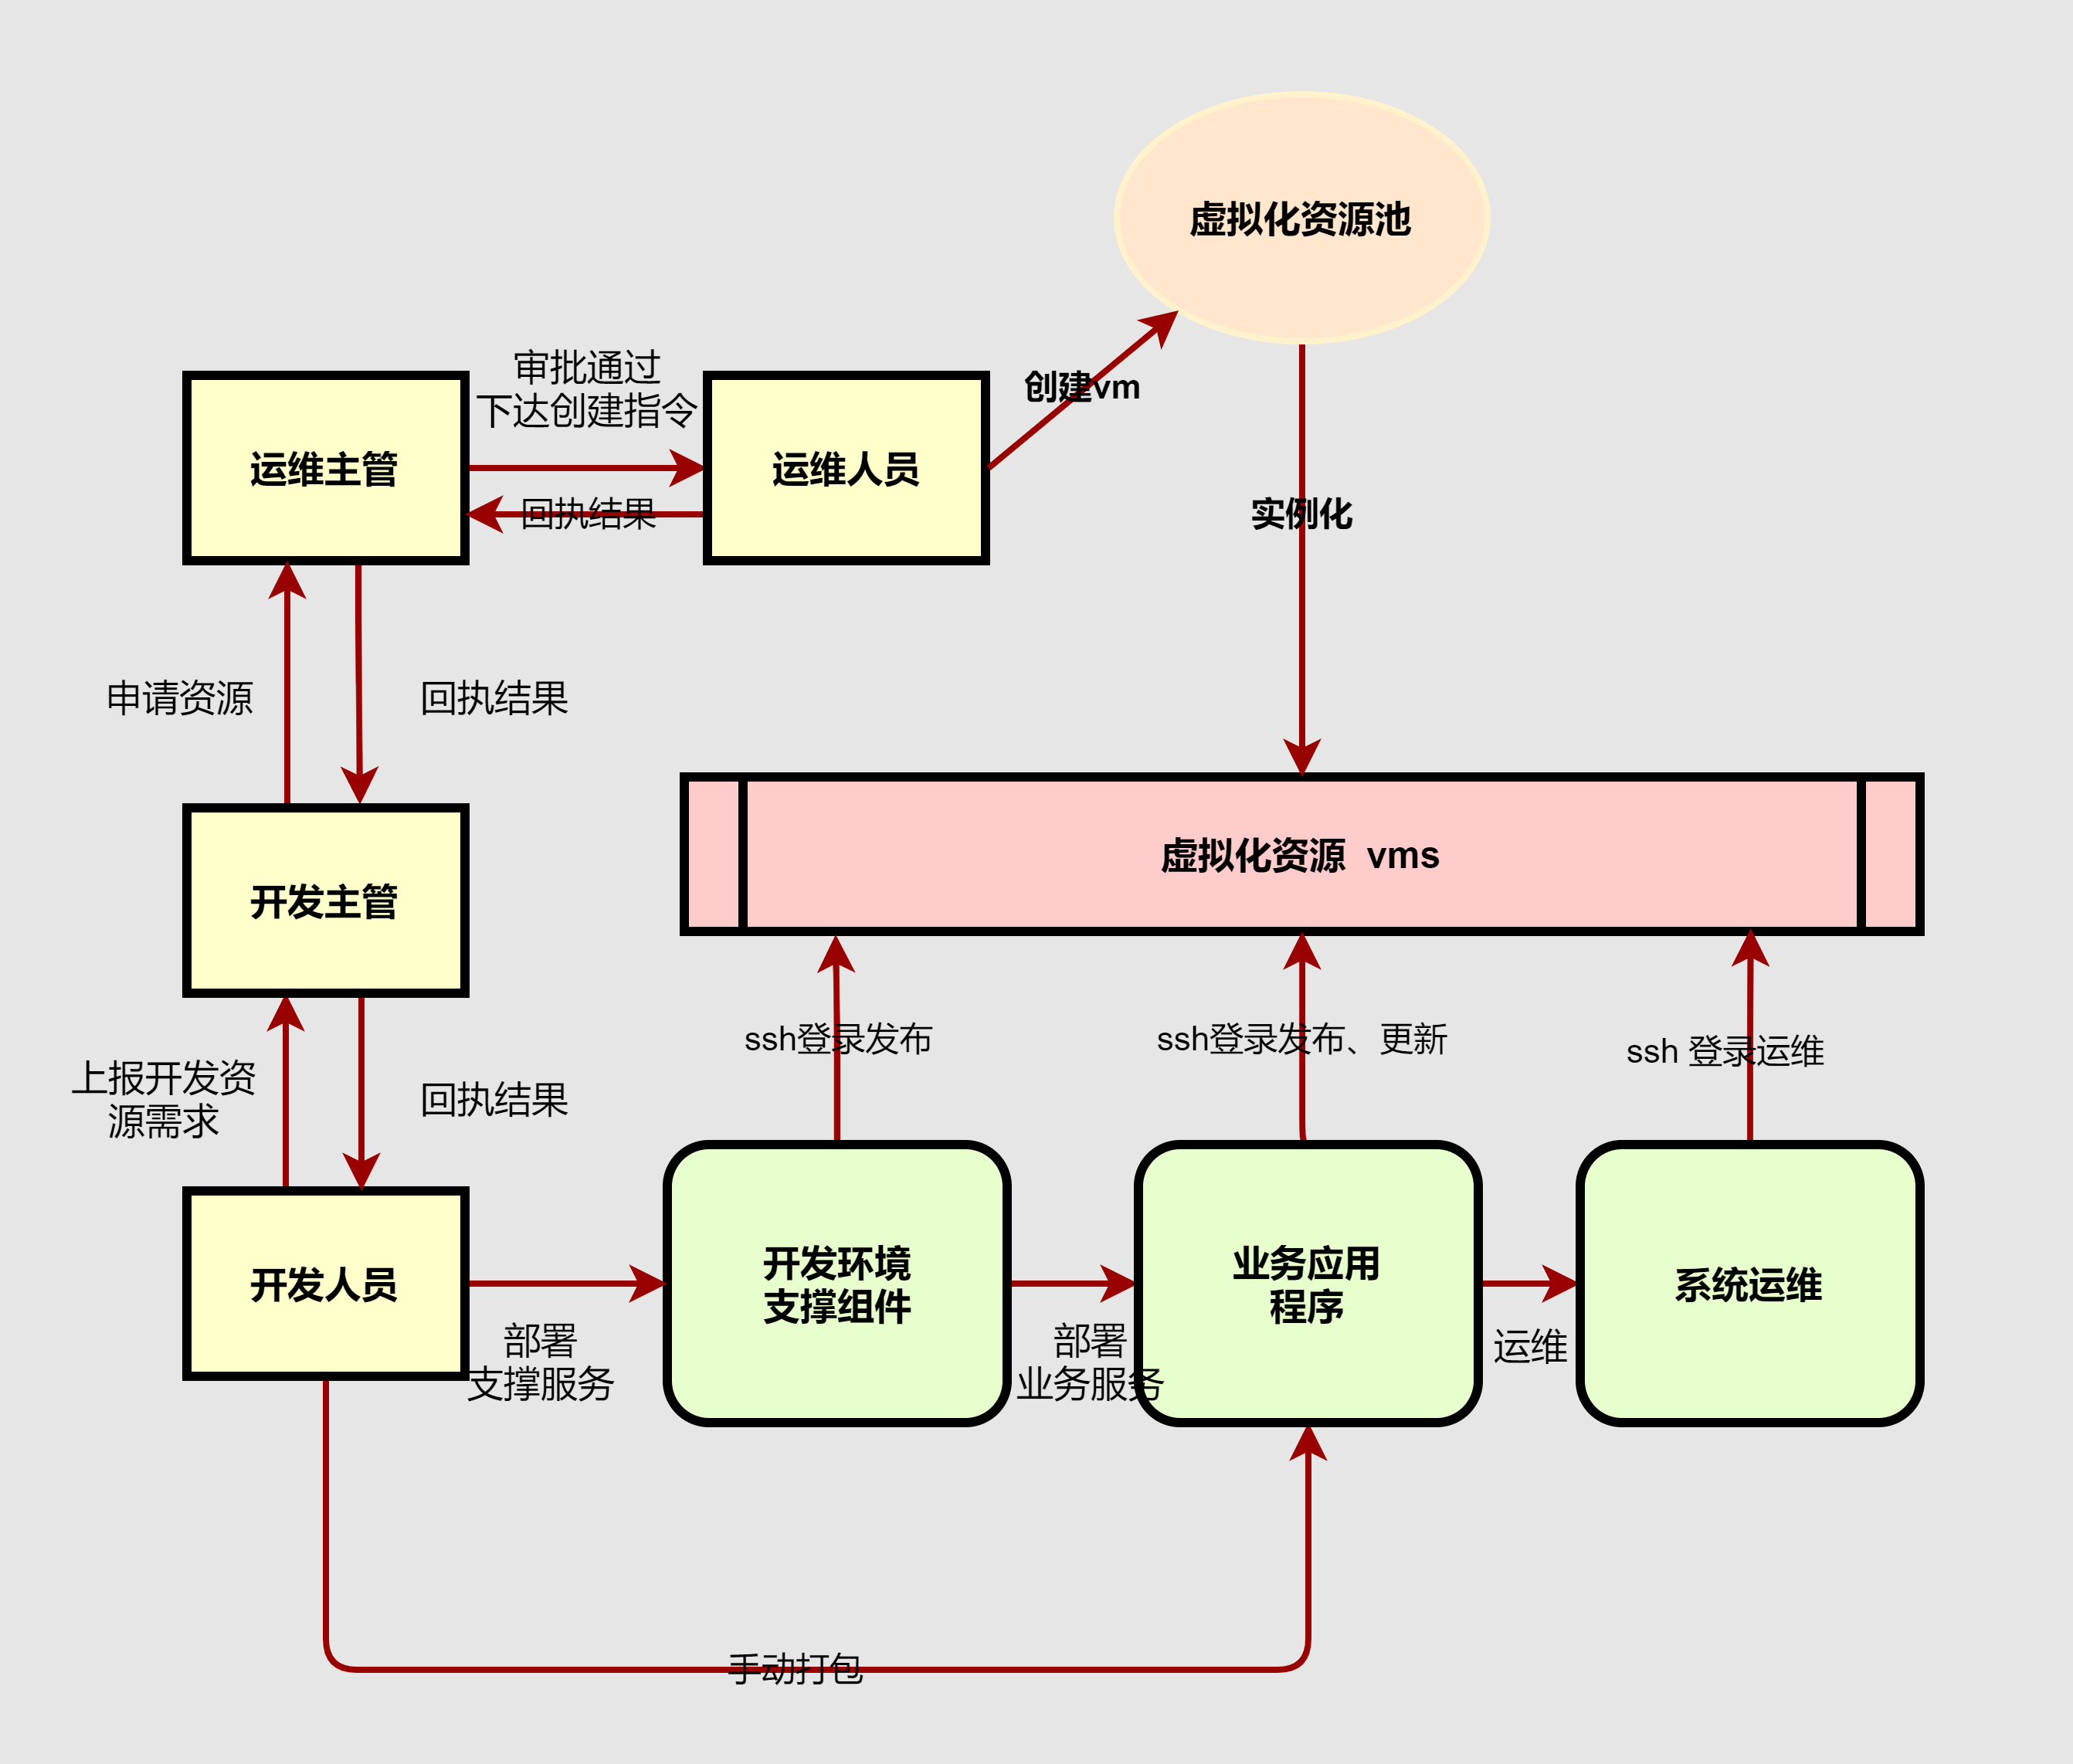 虚拟化资源池
审批通过
下达创建指令
创建vm
运维主管
运维人员
回执结果
实例化
申请资源
回执结果
虚拟化资源 vms
开发主管
ssh登录发布
ssh登录发布、更新
ssh 登录运维
上报开发资
源需求
回执结果
开发人员
开发环境
支撑组件
业务应用
程序
系统运维
部署
支撑服务
部署
业务服务
运维
手动打包